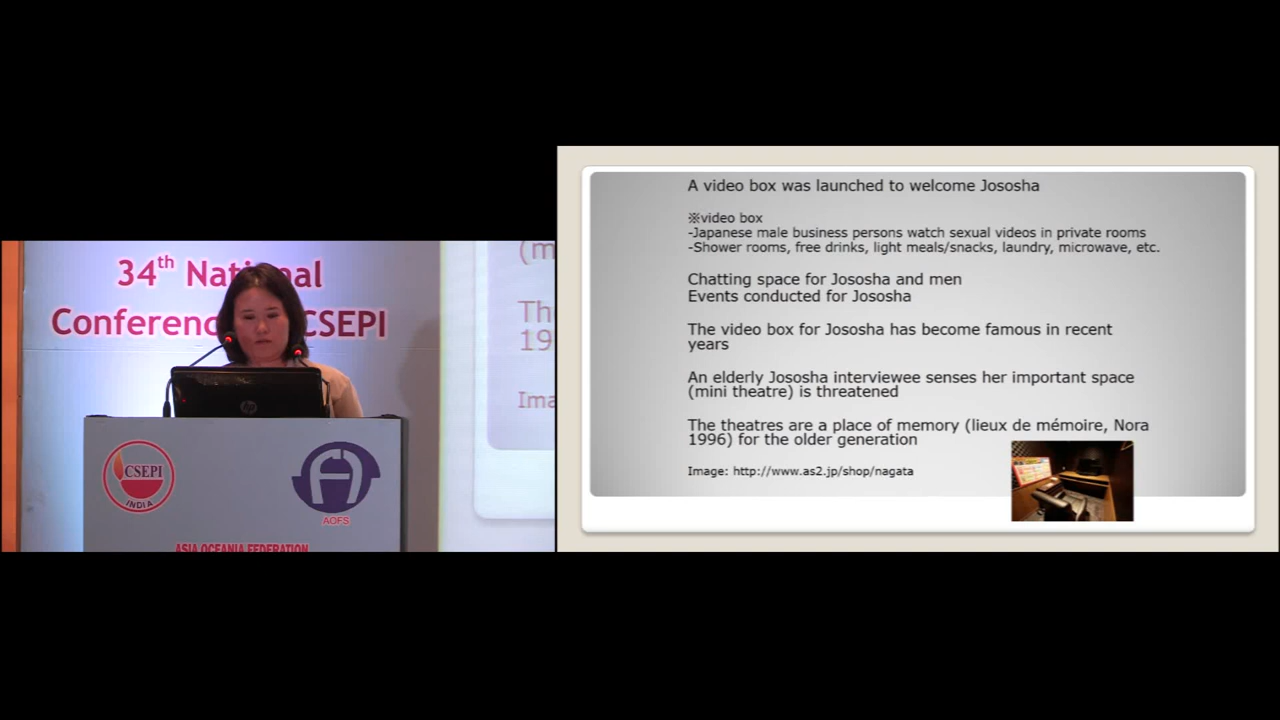 34th National
Conference CSEPI
(m
Th
19
Ima
CSEPI
INDIA
AOFS
ASIA OCEANIA FEDERATION
A video box was launched to welcome Jososha
※video box
-Japanese male business persons watch sexual videos in private rooms
-Shower rooms, free drinks, light meals/snacks, laundry, microwave, etc.
Chatting space for Jososha and men
Events conducted for Jososha
The video box for Jososha has become famous in recent
years
An elderly Jososha interviewee senses her important space
(mini theatre) is threatened
The theatres are a place of memory (lieux de mémoire, Nora
1996) for the older generation
Image: http://www.as2.jp/shop/nagata